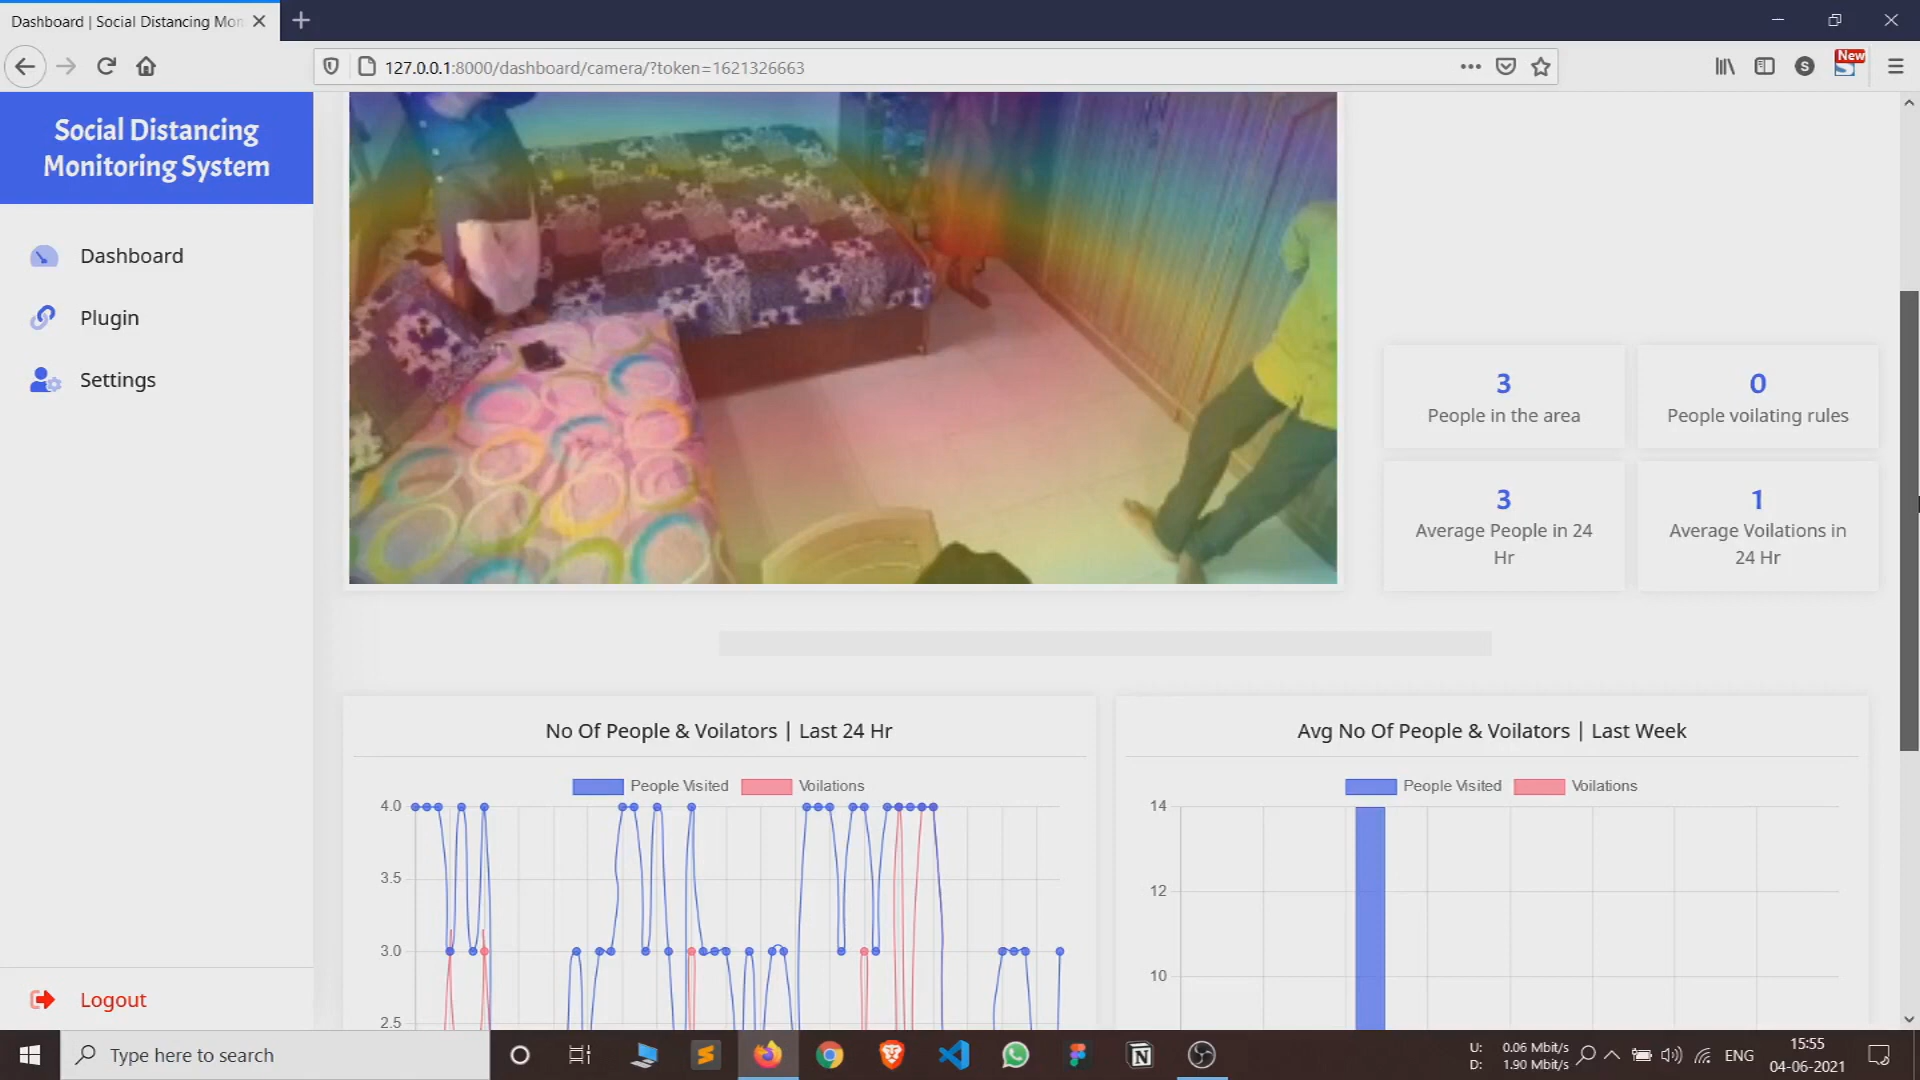 Dashboard | Social Distancing Mon
127.0.0.1:8000/dashboard/camera/?token=1621326663
New
S
Social Distancing
Monitoring System
Dashboard
Plugin
Settings
Logout
3
People in the area
0
People voilating rules
3
Average People in 24
Hr
1
Average Voilations in
24 Hr
No Of People & Voilators | Last 24 Hr
People Visited
Voilations
4.0
3.5
3.0
2.5
Avg No Of People & Voilators | Last Week
People Visited
Voilations
14
12
10
Type here to search
U: 0.06 Mbit/s
D: 1.90 Mbit/s
ENG
15:55
04-06-2021